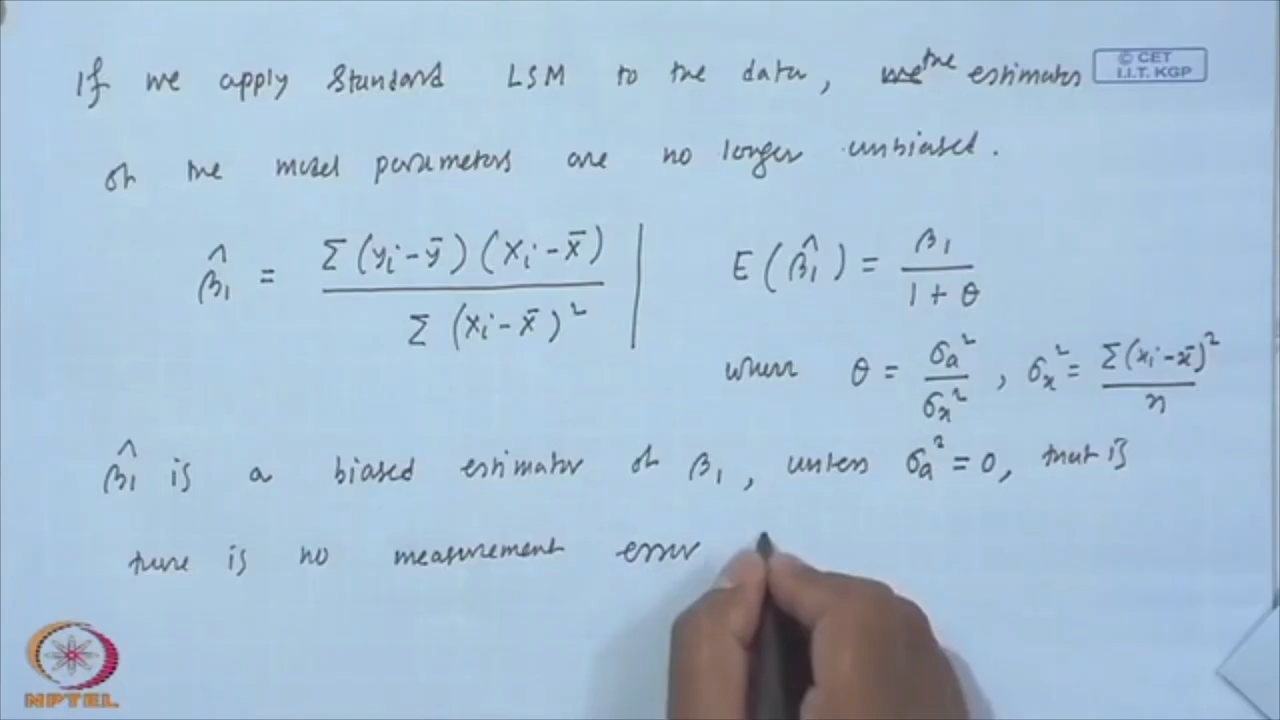 If we apply Standard LSM to the data, the estimators
© CET
I.I.T. KGP
of the model parameters are no longer unbiased.
β̂₁ = Σ(yᵢ-ȳ)(Xᵢ-X̄) / Σ(Xᵢ-X̄)²
E(β̂₁) = β₁ / (1+θ)
where θ = σₐ²/σₓ², σₓ² = Σ(xᵢ-x̄)²/n
β̂₁ is a biased estimator of β₁, unless σₐ²=0, that is
there is no measurement error
NPTEL